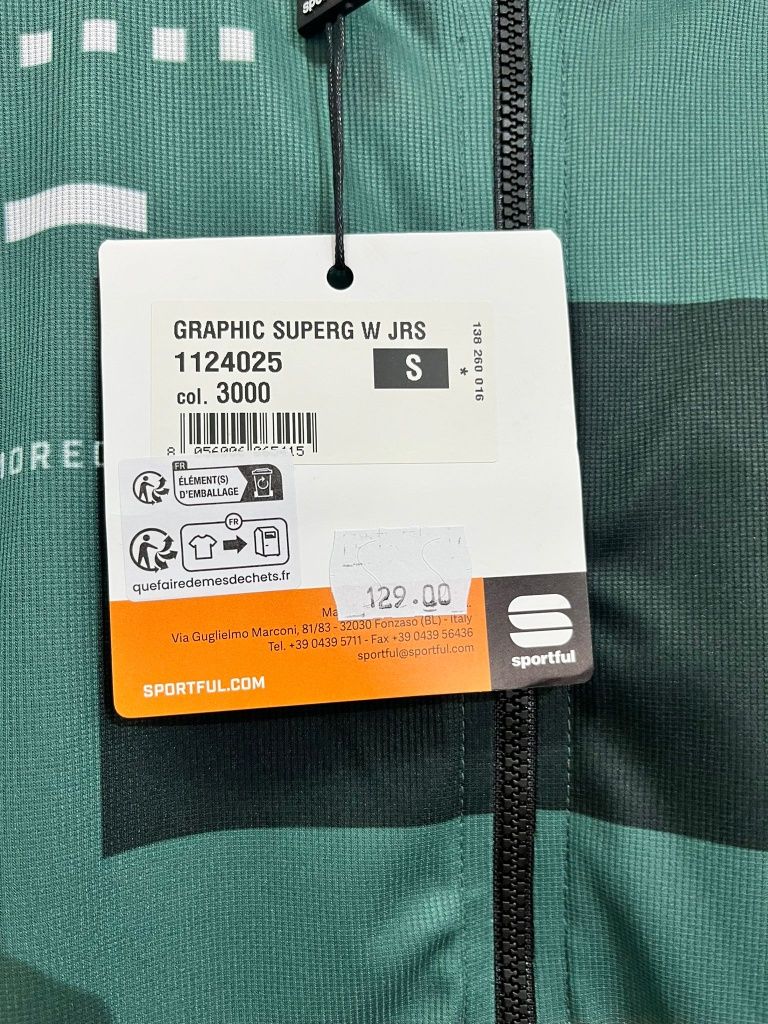 GRAPHIC SUPERG W JRS
1124025
S
col. 3000
138 260 016
*
FR
ÉLÉMENT(S)
D'EMBALLAGE
FR
quefairedemesdechets.fr
129.00
Via Guglielmo Marconi, 81/83 - 32030 Fonzaso (BL) - Italy
Tel. +39 0439 5711 - Fax +39 0439 56436
sportful@sportful.com
SPORTFUL.COM
sportful